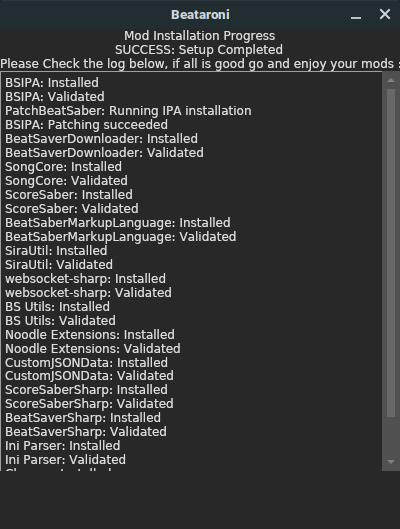 Beataroni
Mod Installation Progress
SUCCESS: Setup Completed
Please Check the log below, if all is good go and enjoy your mods :
BSIPA: Installed
BSIPA: Validated
PatchBeatSaber: Running IPA installation
BSIPA: Patching succeeded
BeatSaverDownloader: Installed
BeatSaverDownloader: Validated
SongCore: Installed
SongCore: Validated
ScoreSaber: Installed
ScoreSaber: Validated
BeatSaberMarkupLanguage: Installed
BeatSaberMarkupLanguage: Validated
SiraUtil: Installed
SiraUtil: Validated
websocket-sharp: Installed
websocket-sharp: Validated
BS Utils: Installed
BS Utils: Validated
Noodle Extensions: Installed
Noodle Extensions: Validated
CustomJSONData: Installed
CustomJSONData: Validated
ScoreSaberSharp: Installed
ScoreSaberSharp: Validated
BeatSaverSharp: Installed
BeatSaverSharp: Validated
Ini Parser: Installed
Ini Parser: Validated